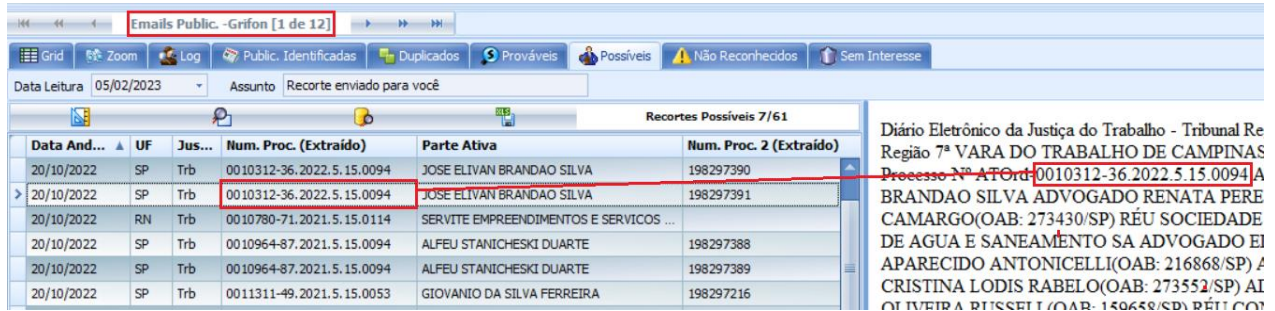 Emails Public. -Grifon [1 de 12]
Grid Zoom Log Public. Identificadas Duplicados Prováveis Possíveis Não Reconhecidos Sem Interesse
Data Leitura 05/02/2023 Assunto Recorte enviado para você
Recortes Possíveis 7/61
Data And... UF Jus... Num. Proc. (Extraído) Parte Ativa Num. Proc. 2 (Extraído)
20/10/2022 SP Trb 0010312-36.2022.5.15.0094 JOSE ELIVAN BRANDAO SILVA 198297390
20/10/2022 SP Trb 0010312-36.2022.5.15.0094 JOSE ELIVAN BRANDAO SILVA 198297391
20/10/2022 RN Trb 0010780-71.2021.5.15.0114 SERVITE EMPREENDIMENTOS E SERVICOS ...
20/10/2022 SP Trb 0010964-87.2021.5.15.0094 ALFEU STANICHESKI DUARTE 198297388
20/10/2022 SP Trb 0010964-87.2021.5.15.0094 ALFEU STANICHESKI DUARTE 198297389
20/10/2022 SP Trb 0011311-49.2021.5.15.0053 GIOVANIO DA SILVA FERREIRA 198297216
Diário Eletrônico da Justiça do Trabalho - Tribunal Re
Região 7ª VARA DO TRABALHO DE CAMPINAS
Processo Nº ATOrd-0010312-36.2022.5.15.0094 A
BRANDAO SILVA ADVOGADO RENATA PERE
CAMARGO(OAB: 273430/SP) RÉU SOCIEDADE
DE AGUA E SANEAMENTO SA ADVOGADO EI
APARECIDO ANTONICELLI(OAB: 216868/SP) A
CRISTINA LODIS RABELO(OAB: 273552/SP) AD
OLIVEIRA RUSSELL(OAB: 159658/SP) RÉU CON